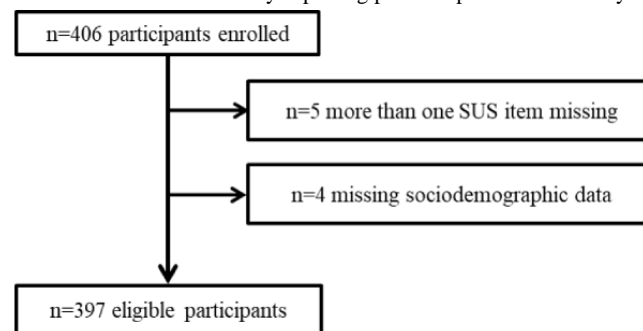 n=406 participants enrolled
n=5 more than one SUS item missing
n=4 missing sociodemographic data
n=397 eligible participants